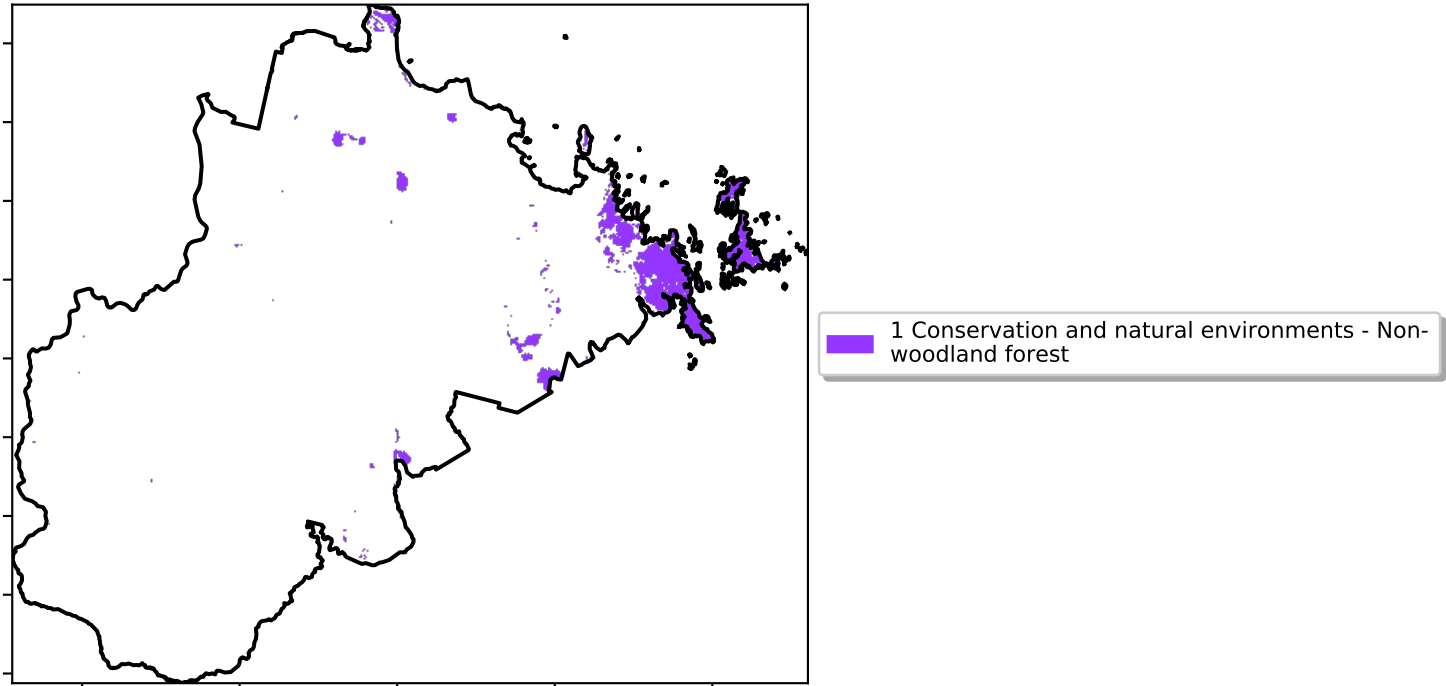 1 Conservation and natural environments - Non-
woodland forest